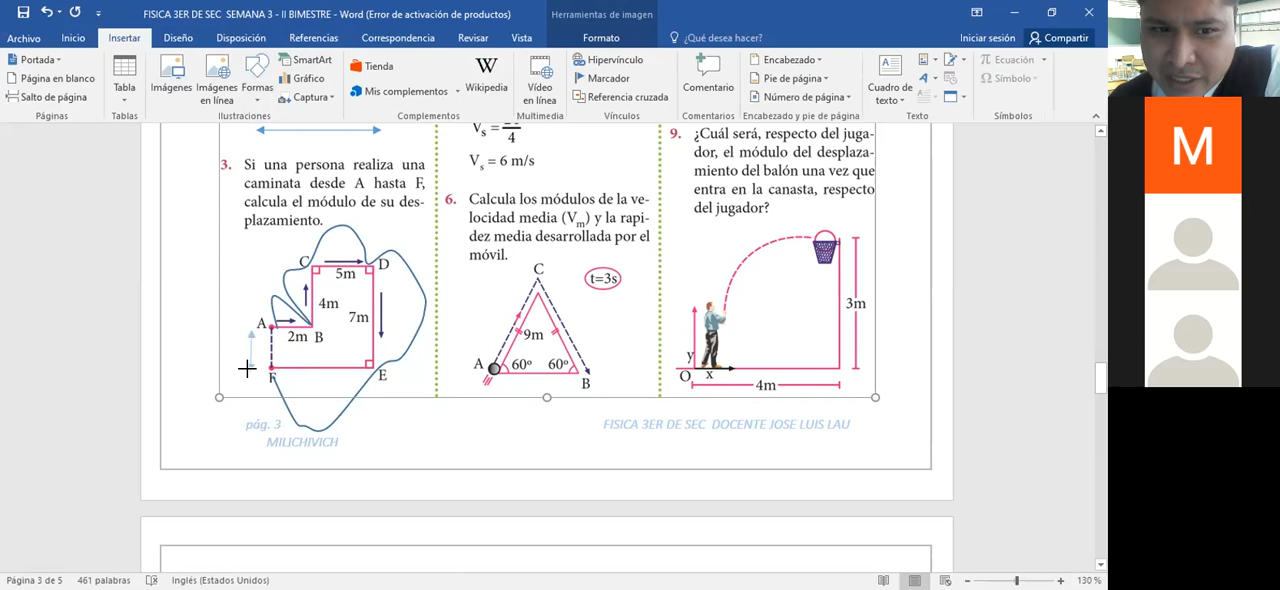 FISICA 3ER DE SEC SEMANA 3 - II BIMESTRE - Word (Error de activación de productos)
Herramientas de imagen
Archivo Inicio Insertar Diseño Disposición Referencias Correspondencia Revisar Vista Formato ¿Qué desea hacer? Iniciar sesión Compartir
Portada
Página en blanco
Salto de página
Páginas
Tabla
Tablas
Imágenes
Imágenes en línea
Formas
SmartArt
Gráfico
Captura
Ilustraciones
Tienda
Mis complementos
Wikipedia
Complementos
Vídeo en línea
Multimedia
Hipervínculo
Marcador
Referencia cruzada
Vínculos
Comentario
Comentarios
Encabezado
Pie de página
Número de página
Encabezado y pie de página
Cuadro de texto
Texto
Ecuación
Símbolo
Símbolos
3. Si una persona realiza una
caminata desde A hasta F,
calcula el módulo de su des-
plazamiento.
C
5m
D
4m
7m
A
2m B
F
E
Vs =
4
Vs = 6 m/s
6. Calcula los módulos de la ve-
locidad media (Vm) y la rapi-
dez media desarrollada por el
móvil.
C
t=3s
9m
A
60º 60º
B
9. ¿Cuál será, respecto del juga-
dor, el módulo del desplaza-
miento del balón una vez que
entra en la canasta, respecto
del jugador?
3m
y
O x
4m
pág. 3
MILICHIVICH
FISICA 3ER DE SEC DOCENTE JOSE LUIS LAU
M
Página 3 de 5 461 palabras Inglés (Estados Unidos) 130 %